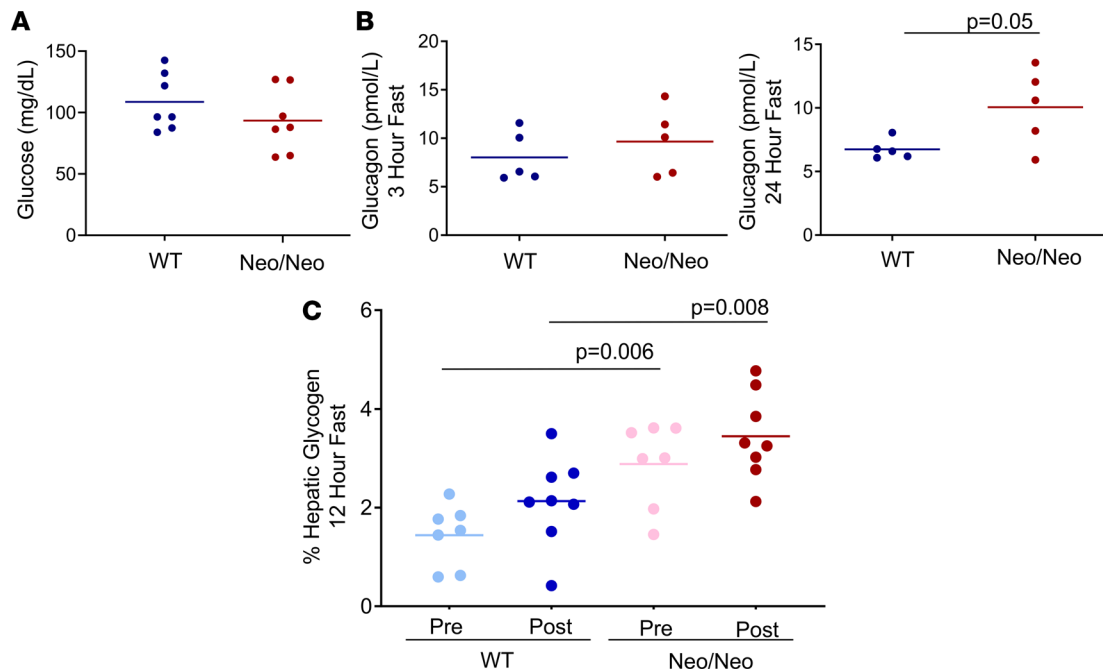 A
Glucose (mg/dL)
150
100
50
0
WT
Neo/Neo
B
Glucagon (pmol/L)
3 Hour Fast
20
15
10
5
0
WT
Neo/Neo
Glucagon (pmol/L)
24 Hour Fast
p=0.05
15
10
5
0
WT
Neo/Neo
C
% Hepatic Glycogen
12 Hour Fast
6
4
2
0
p=0.008
p=0.006
Pre
Post
Pre
Post
WT
Neo/Neo